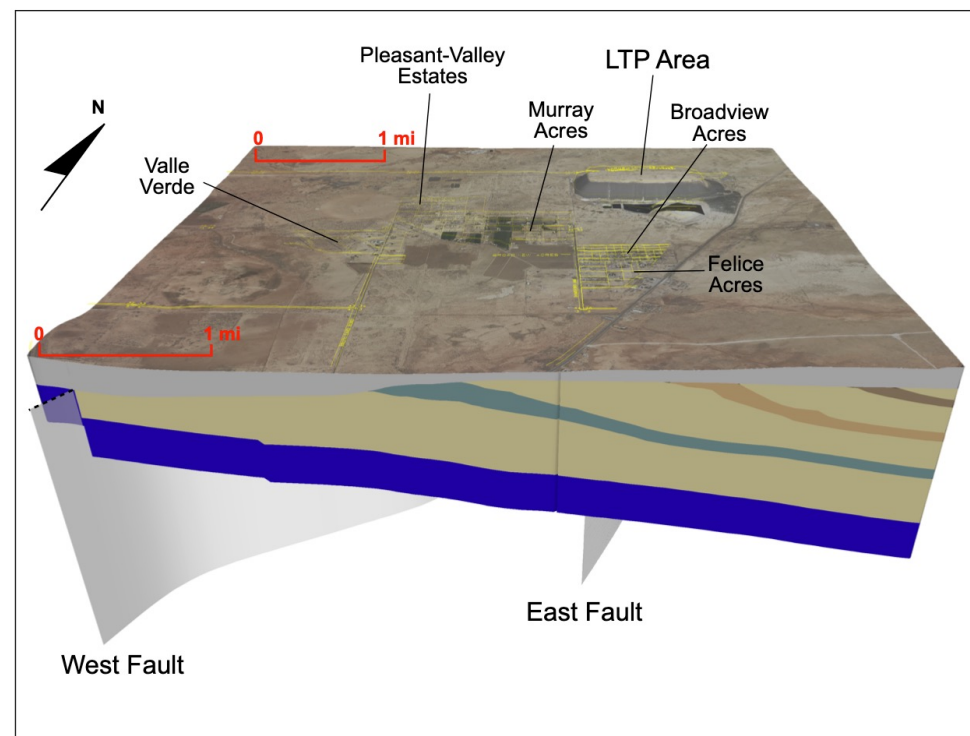 Pleasant-Valley
Estates
LTP Area
Murray
Acres
Broadview
Acres
N
0
1 mi
Valle
Verde
Felice
Acres
0
1 mi
East Fault
West Fault